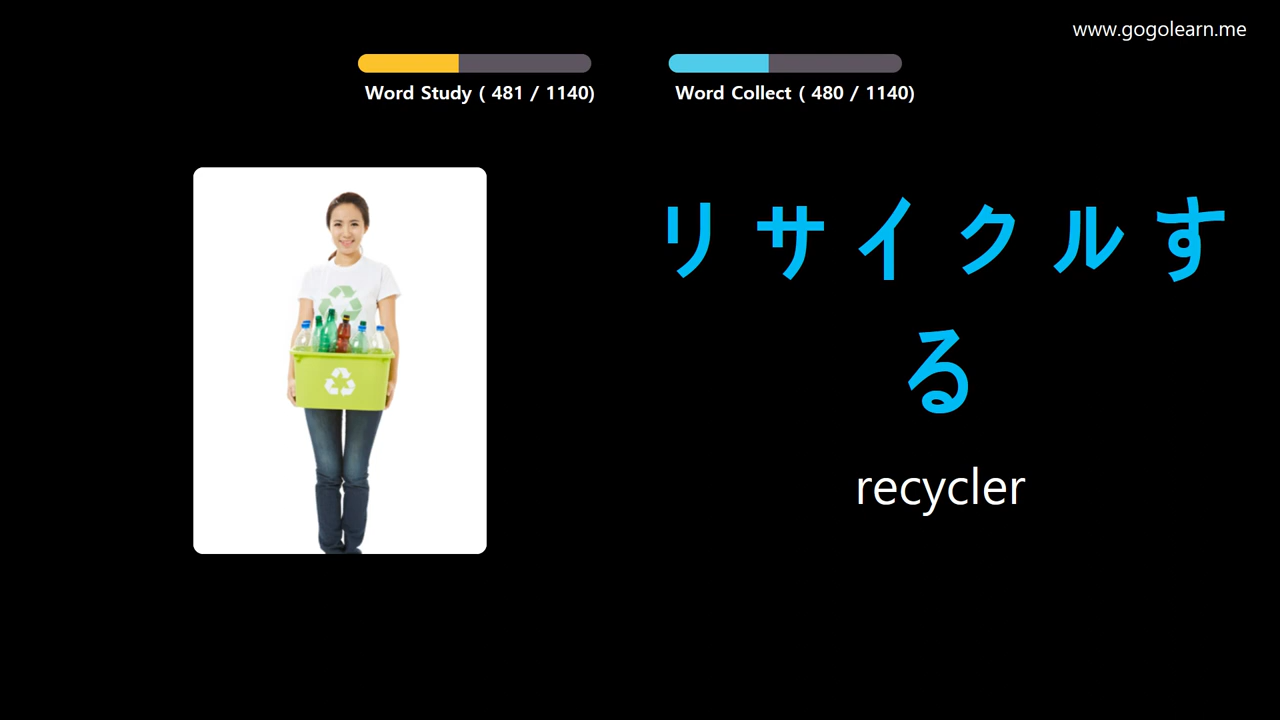 www.gogolearn.me
Word Study ( 481 / 1140)
Word Collect ( 480 / 1140)
リサイクルす
る
recycler